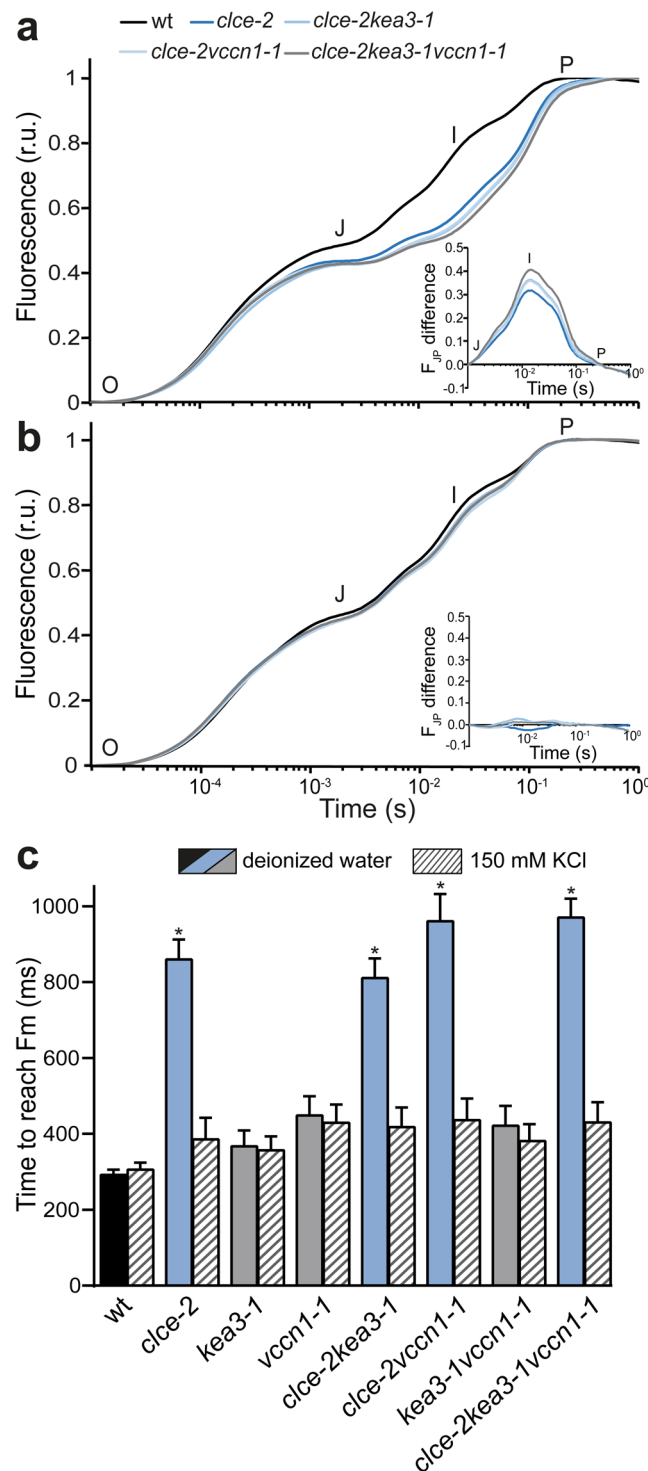 a
wt clce-2 clce-2kea3-1
clce-2vccn1-1 clce-2kea3-1vccn1-1
Fluorescence (r.u.)
1
0.8
0.6
0.4
0.2
0
O
J
I
P
F_JP difference
0.5
0.4
0.3
0.2
0.1
0.0
-0.1
J
I
P
10⁻² 10⁻¹ 10⁰
Time (s)
b
Fluorescence (r.u.)
1
0.8
0.6
0.4
0.2
0
O
J
I
P
F_JP difference
0.5
0.4
0.3
0.2
0.1
0.0
-0.1
10⁻² 10⁻¹ 10⁰
Time (s)
10⁻⁴ 10⁻³ 10⁻² 10⁻¹ 10⁰
Time (s)
c
deionized water 150 mM KCl
Time to reach Fm (ms)
1000
800
600
400
200
0
* * * *
wt
clce-2
kea3-1
vccn1-1
clce-2kea3-1
clce-2vccn1-1
kea3-1vccn1-1
clce-2kea3-1vccn1-1